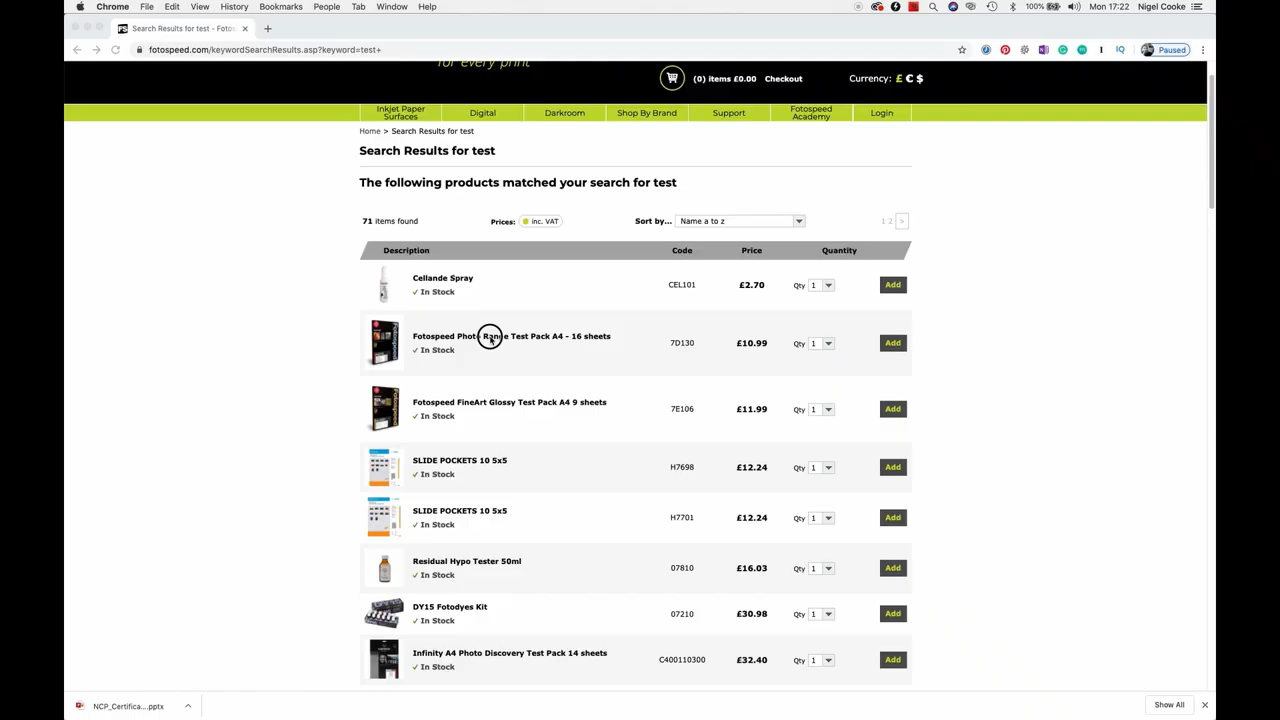 Chrome File Edit View History Bookmarks People Tab Window Help 100% Mon 17:22 Nigel Cooke
Search Results for test - Fotos
fotospeed.com/keywordSearchResults.asp?keyword=test+ Paused
for every print
(0) items £0.00 Checkout Currency: £ € $
Inkjet Paper Surfaces Digital Darkroom Shop By Brand Support Fotospeed Academy Login
Home > Search Results for test
Search Results for test
The following products matched your search for test
71 items found Prices: inc. VAT Sort by... Name a to z 1 2 >
Description Code Price Quantity
Cellande Spray
✓ In Stock
CEL101 £2.70 Qty 1 Add
Fotospeed Photo Range Test Pack A4 - 16 sheets
✓ In Stock
7D130 £10.99 Qty 1 Add
Fotospeed FineArt Glossy Test Pack A4 9 sheets
✓ In Stock
7E106 £11.99 Qty 1 Add
SLIDE POCKETS 10 5x5
✓ In Stock
H7698 £12.24 Qty 1 Add
SLIDE POCKETS 10 5x5
✓ In Stock
H7701 £12.24 Qty 1 Add
Residual Hypo Tester 50ml
✓ In Stock
07810 £16.03 Qty 1 Add
DY15 Fotodyes Kit
✓ In Stock
07210 £30.98 Qty 1 Add
Infinity A4 Photo Discovery Test Pack 14 sheets
✓ In Stock
C400110300 £32.40 Qty 1 Add
NCP_Certifica....pptx Show All